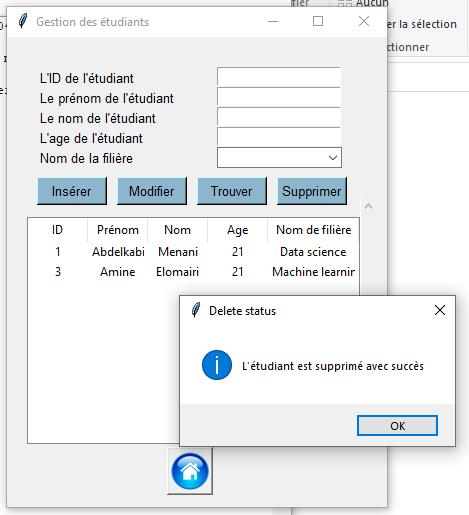 Gestion des étudiants
Aucun
er la sélection
ctionner
L'ID de l'étudiant
Le prénom de l'étudiant
Le nom de l'étudiant
L'age de l'étudiant
Nom de la filière
Insérer Modifier Trouver Supprimer
ID Prénom Nom Age Nom de filière
1 Abdelkabi Menani 21 Data science
3 Amine Elomairi 21 Machine learnin
Delete status
L'étudiant est supprimé avec succès
OK